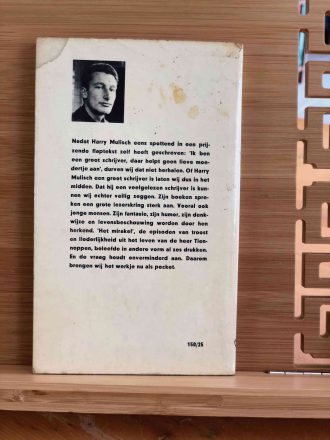 Nadat Harry Mulisch eens spottend in een prij-
zende flaptekst zelf heeft geschreven: 'Ik ben
een groot schrijver, daar helpt geen lieve moe-
dertje aan', durven wij dat niet herhalen. Of Harry
Mulisch een groot schrijver is laten wij dus in het
midden. Dat hij een veelgelezen schrijver is kun-
nen wij echter veilig zeggen. Zijn boeken spre-
ken een grote lezerskring sterk aan. Vooral ook
jonge mensen. Zijn fantasie, zijn humor, zijn denk-
wijze en levensbeschouwing worden door hen
herkend. 'Het mirakel', de episoden van troost
en liederlijkheid uit het leven van de heer Tien-
noppen, beleefde in andere vorm al zes drukken.
En de vraag houdt onverminderd aan. Daarom
brengen wij het werkje nu als pocket.
150/25